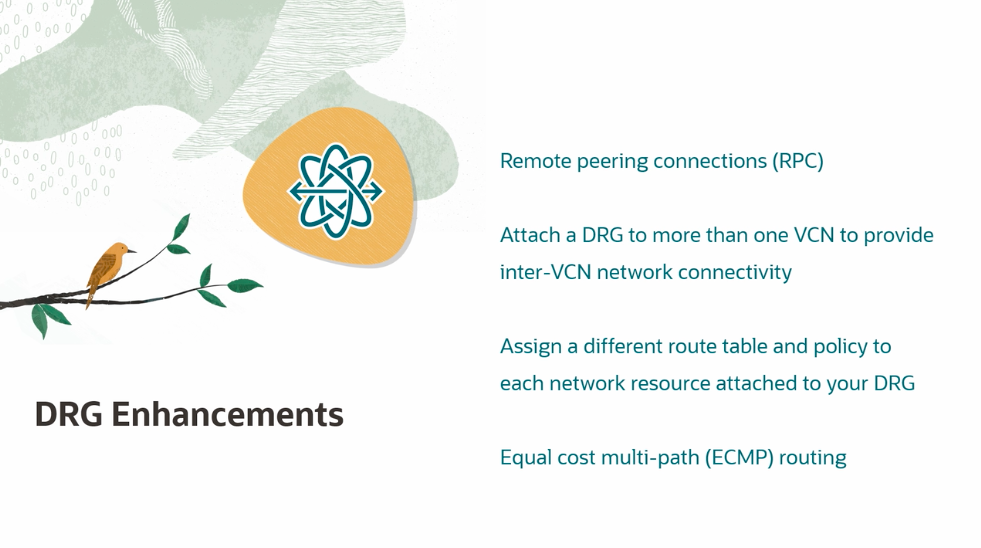 DRG Enhancements
Remote peering connections (RPC)
Attach a DRG to more than one VCN to provide
inter-VCN network connectivity
Assign a different route table and policy to
each network resource attached to your DRG
Equal cost multi-path (ECMP) routing